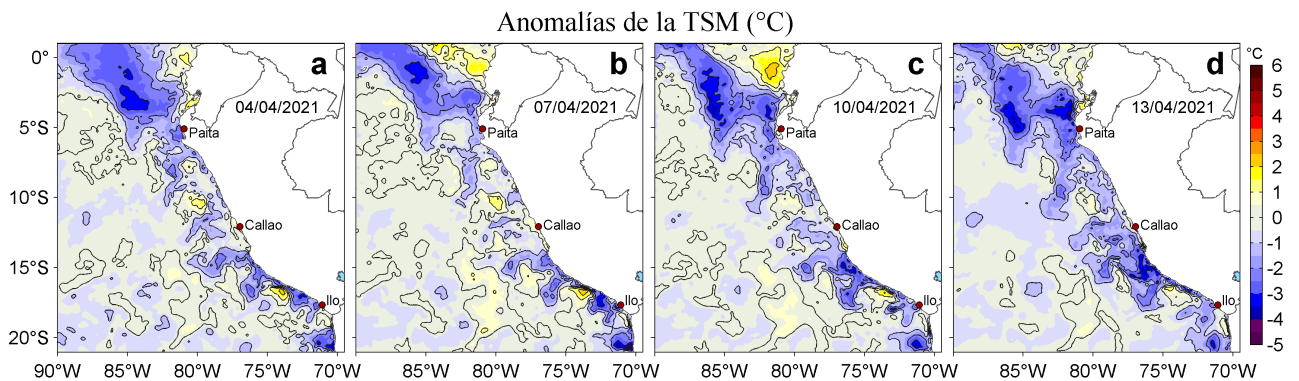 Anomalías de la TSM (°C)
a
04/04/2021
Paita
Callao
Ilo
b
07/04/2021
Paita
Callao
Ilo
c
10/04/2021
Paita
Callao
Ilo
d
13/04/2021
Paita
Callao
Ilo
0°
5°S
10°S
15°S
20°S
90°W 85°W 80°W 75°W 70°W
85°W 80°W 75°W 70°W
85°W 80°W 75°W 70°W
85°W 80°W 75°W 70°W
°C
6
5
4
3
2
1
0
-1
-2
-3
-4
-5